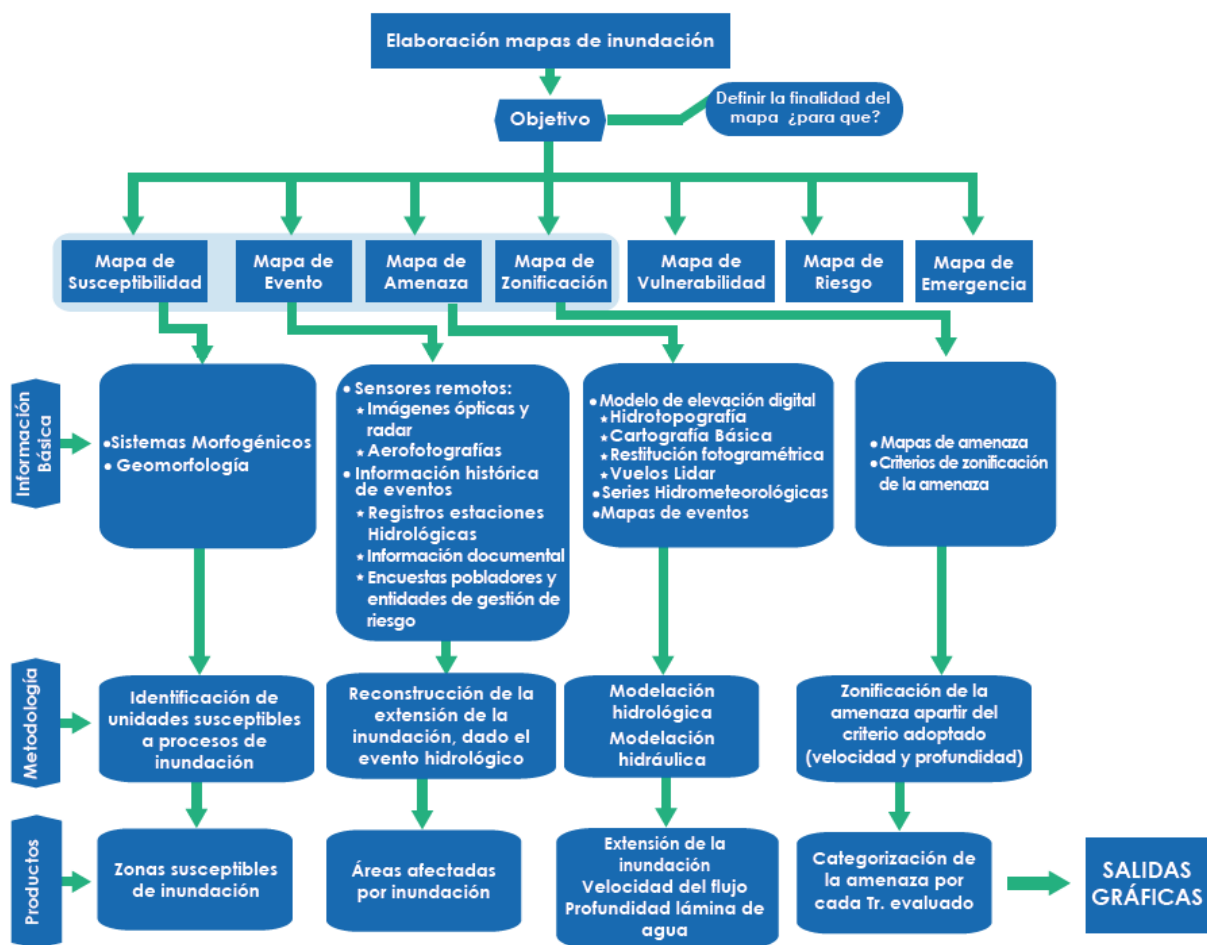 Elaboración mapas de inundación
Objetivo
Definir la finalidad del
mapa ¿para que?
Mapa de
Susceptibilidad
Mapa de
Evento
Mapa de
Amenaza
Mapa de
Zonificación
Mapa de
Vulnerabilidad
Mapa de
Riesgo
Mapa de
Emergencia
Información
Básica
• Sistemas Morfogénicos
• Geomorfología
• Sensores remotos:
★ Imágenes ópticas y
radar
★ Aerofotografías
• Información histórica
de eventos
★ Registros estaciones
Hidrológicas
★ Información documental
★ Encuestas pobladores y
entidades de gestión de
riesgo
• Modelo de elevación digital
★ Hidrotopografía
★ Cartografía Básica
★ Restitución fotogramétrica
★ Vuelos Lidar
• Series Hidrometeorológicas
• Mapas de eventos
• Mapas de amenaza
• Criterios de zonificación
de la amenaza
Metodología
Identificación de
unidades susceptibles
a procesos de
inundación
Reconstrucción de la
extensión de la
inundación, dado el
evento hidrológico
Modelación
hidrológica
Modelación
hidráulica
Zonificación de la
amenaza apartir del
criterio adoptado
(velocidad y profundidad)
Productos
Zonas susceptibles
de inundación
Áreas afectadas
por inundación
Extensión de la
inundación
Velocidad del flujo
Profundidad lámina de
agua
Categorización de
la amenaza por
cada Tr. evaluado
SALIDAS
GRÁFICAS